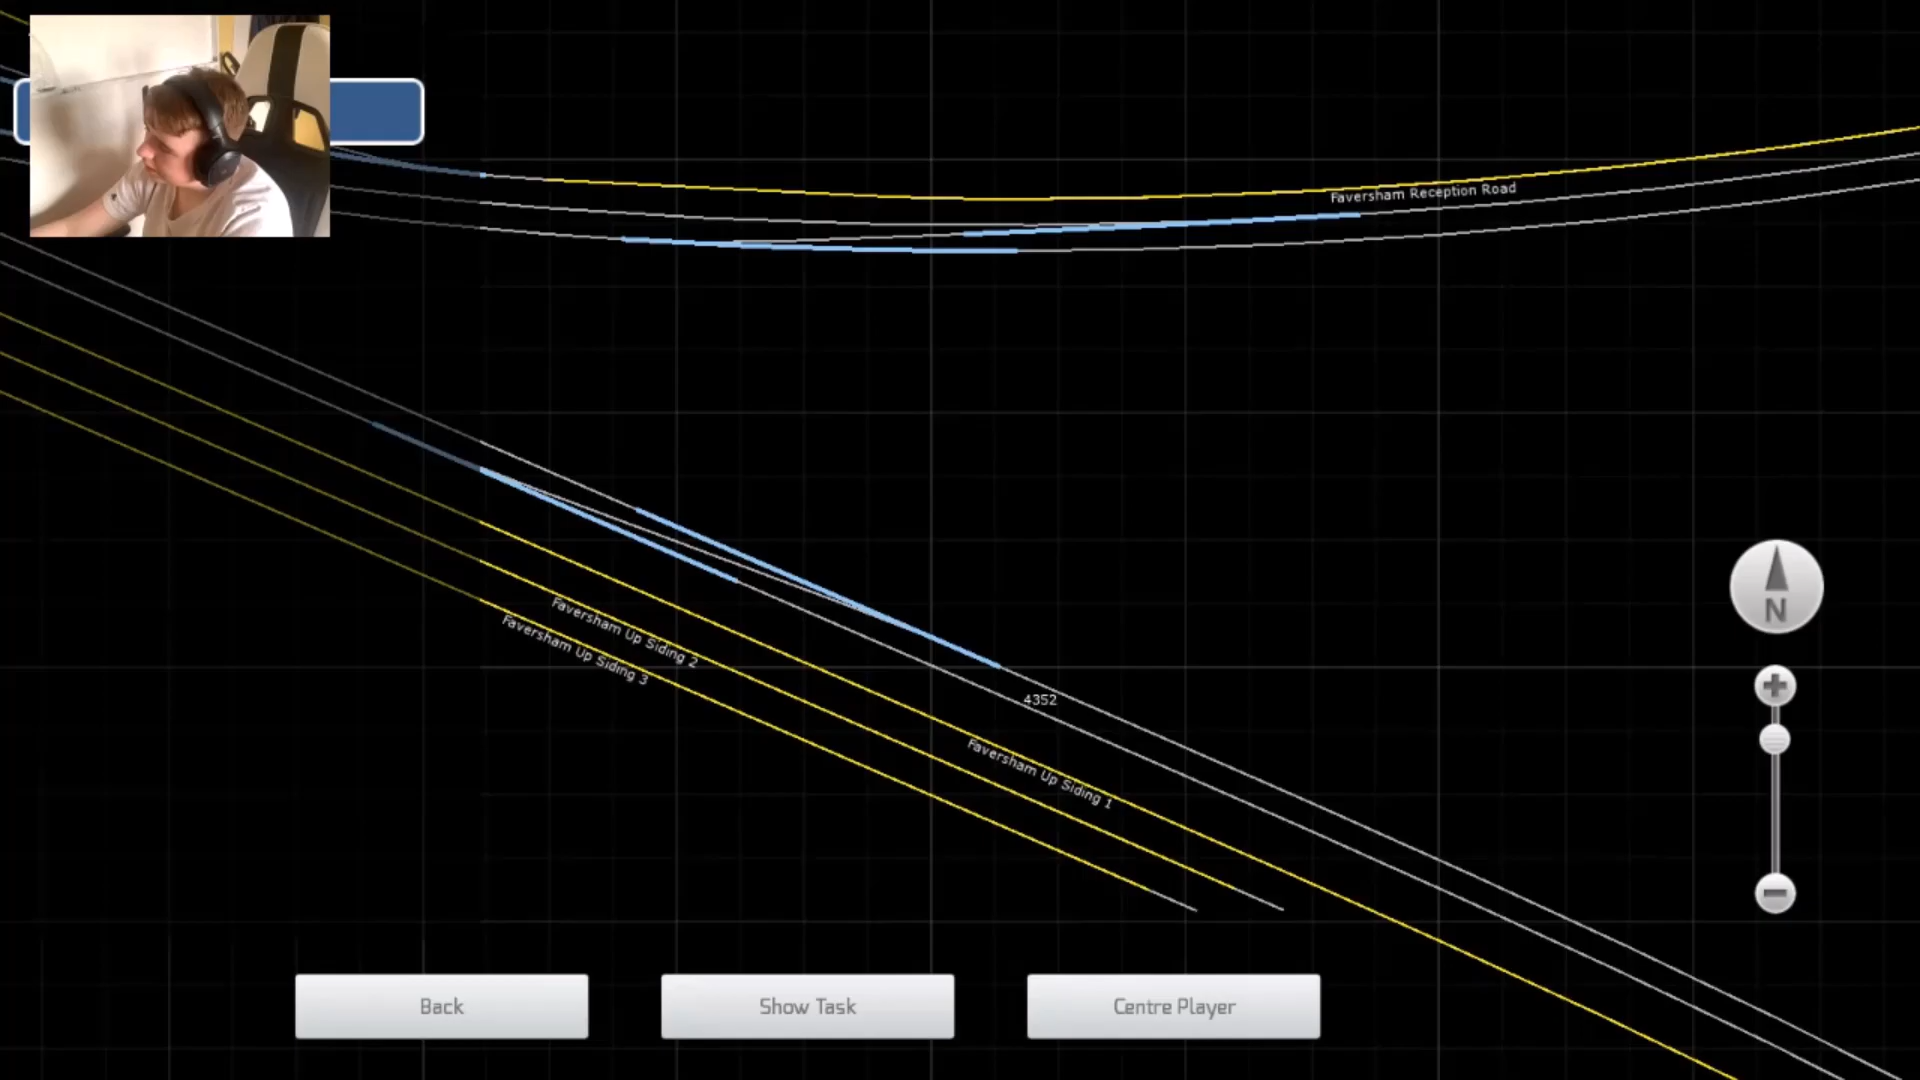 Faversham Reception Road
Faversham Up Siding 2
Faversham Up Siding 3
4352
Faversham Up Siding 1
N
Back
Show Task
Centre Player